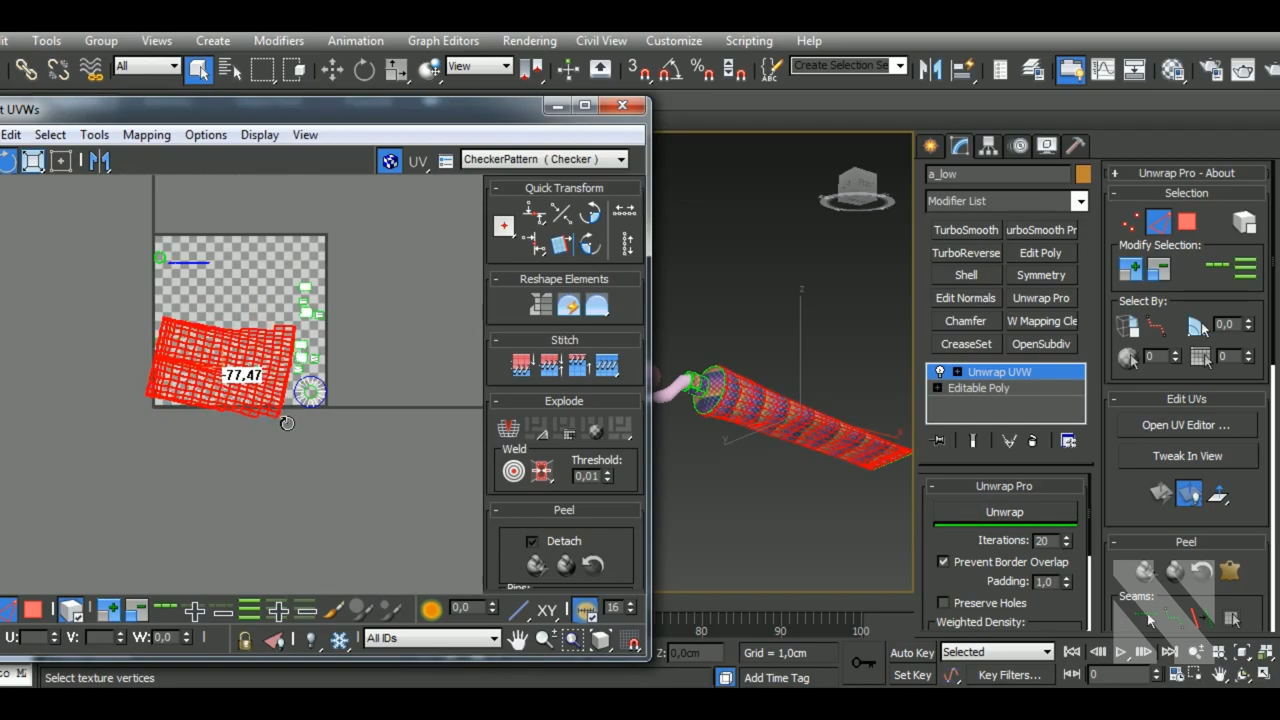 it Tools Group Views Create Modifiers Animation Graph Editors Rendering Civil View Customize Scripting Help
All View Create Selection Se
t UVWs
Edit Select Tools Mapping Options Display View
UV CheckerPattern ( Checker )
Quick Transform
Reshape Elements
Stitch
Explode
Weld Threshold:
0,01
Peel
Detach
-77,47
0,0 XY 16
U: V: W: 0,0 All IDs
Select texture vertices
80 90 100
Z: 0,0cm Grid = 1,0cm
Add Time Tag
Auto Key Selected
Set Key Key Filters... 0
a_low
Modifier List
TurboSmooth urboSmooth Pr
TurboReverse Edit Poly
Shell Symmetry
Edit Normals Unwrap Pro
Chamfer W Mapping Cle
CreaseSet OpenSubdiv
Unwrap UVW
Editable Poly
Unwrap Pro
Unwrap
Iterations: 20
Prevent Border Overlap
Padding: 1,0
Preserve Holes
Weighted Density:
Unwrap Pro - About
Selection
Modify Selection:
Select By:
0,0
0 0
Edit UVs
Open UV Editor ...
Tweak In View
Peel
Seams: